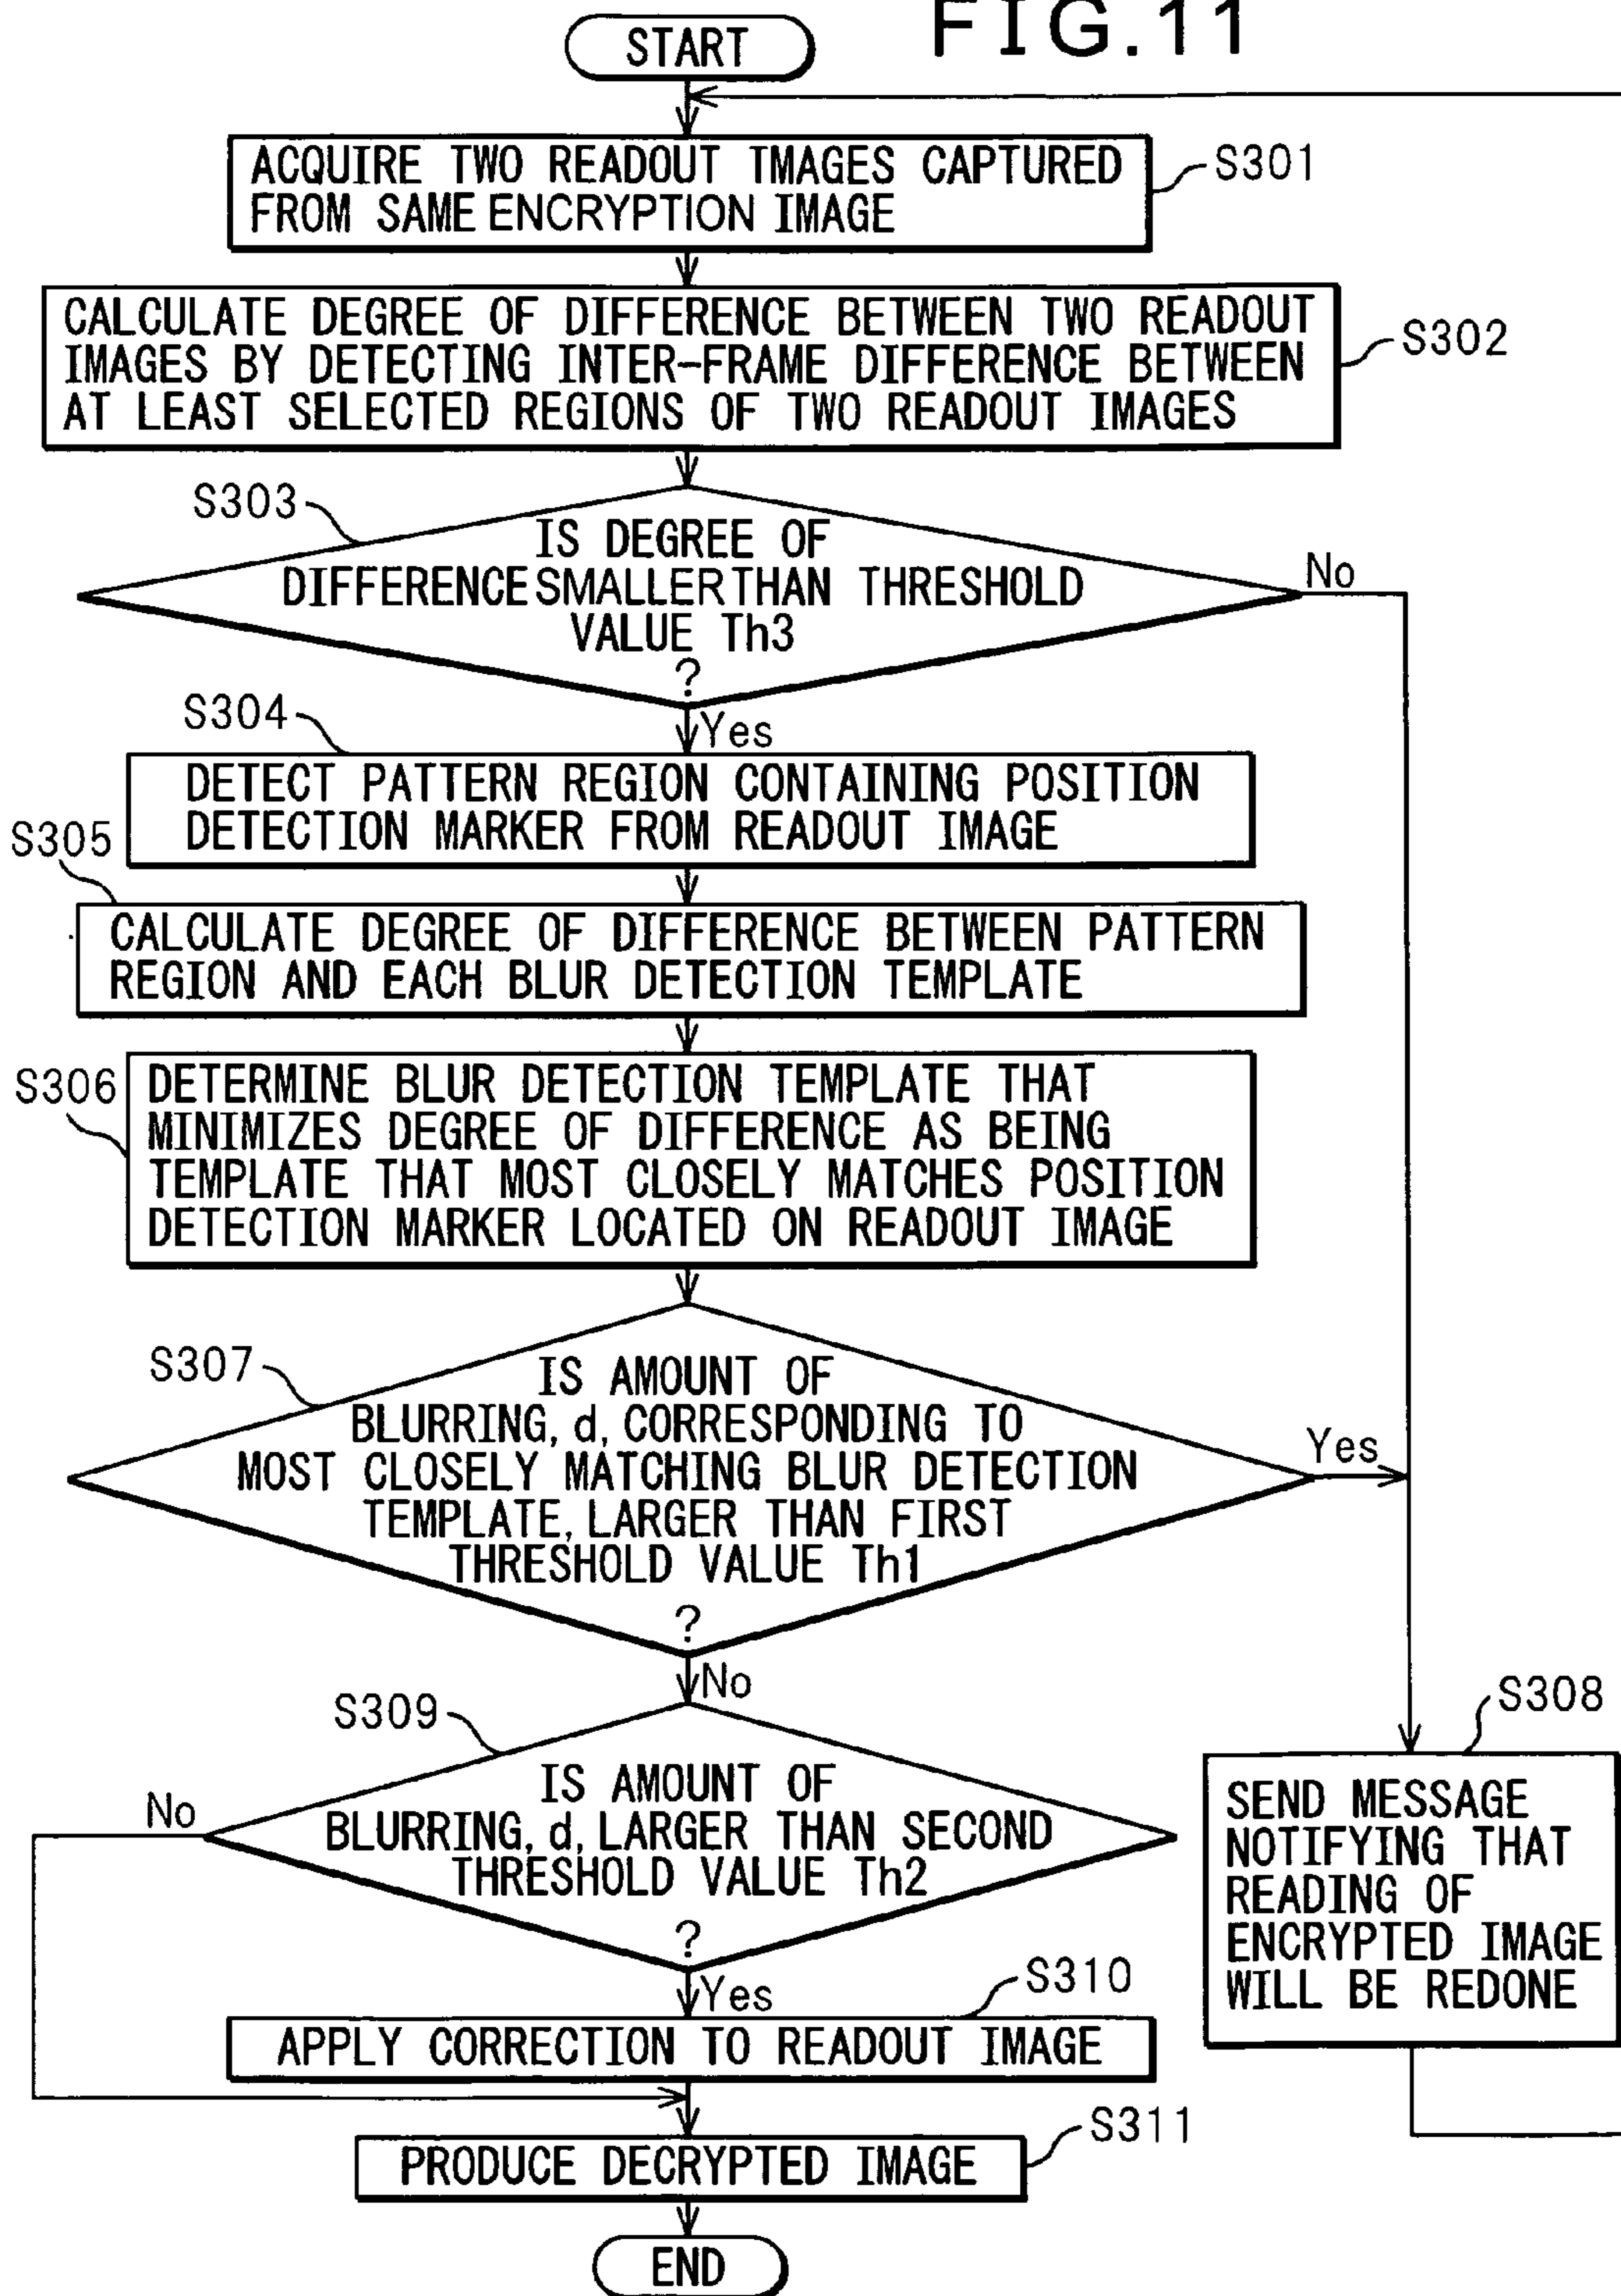 FIG.11
START
ACQUIRE TWO READOUT IMAGES CAPTURED
FROM SAME ENCRYPTION IMAGE
S301
CALCULATE DEGREE OF DIFFERENCE BETWEEN TWO READOUT
IMAGES BY DETECTING INTER-FRAME DIFFERENCE BETWEEN
AT LEAST SELECTED REGIONS OF TWO READOUT IMAGES
S302
S303
IS DEGREE OF
DIFFERENCE SMALLER THAN THRESHOLD
VALUE Th3
?
No
Yes
S304
DETECT PATTERN REGION CONTAINING POSITION
DETECTION MARKER FROM READOUT IMAGE
S305
CALCULATE DEGREE OF DIFFERENCE BETWEEN PATTERN
REGION AND EACH BLUR DETECTION TEMPLATE
S306
DETERMINE BLUR DETECTION TEMPLATE THAT
MINIMIZES DEGREE OF DIFFERENCE AS BEING
TEMPLATE THAT MOST CLOSELY MATCHES POSITION
DETECTION MARKER LOCATED ON READOUT IMAGE
S307
IS AMOUNT OF
BLURRING, d, CORRESPONDING TO
MOST CLOSELY MATCHING BLUR DETECTION
TEMPLATE, LARGER THAN FIRST
THRESHOLD VALUE Th1
?
Yes
No
S308
SEND MESSAGE
NOTIFYING THAT
READING OF
ENCRYPTED IMAGE
WILL BE REDONE
S309
IS AMOUNT OF
BLURRING, d, LARGER THAN SECOND
THRESHOLD VALUE Th2
?
No
Yes
S310
APPLY CORRECTION TO READOUT IMAGE
S311
PRODUCE DECRYPTED IMAGE
END